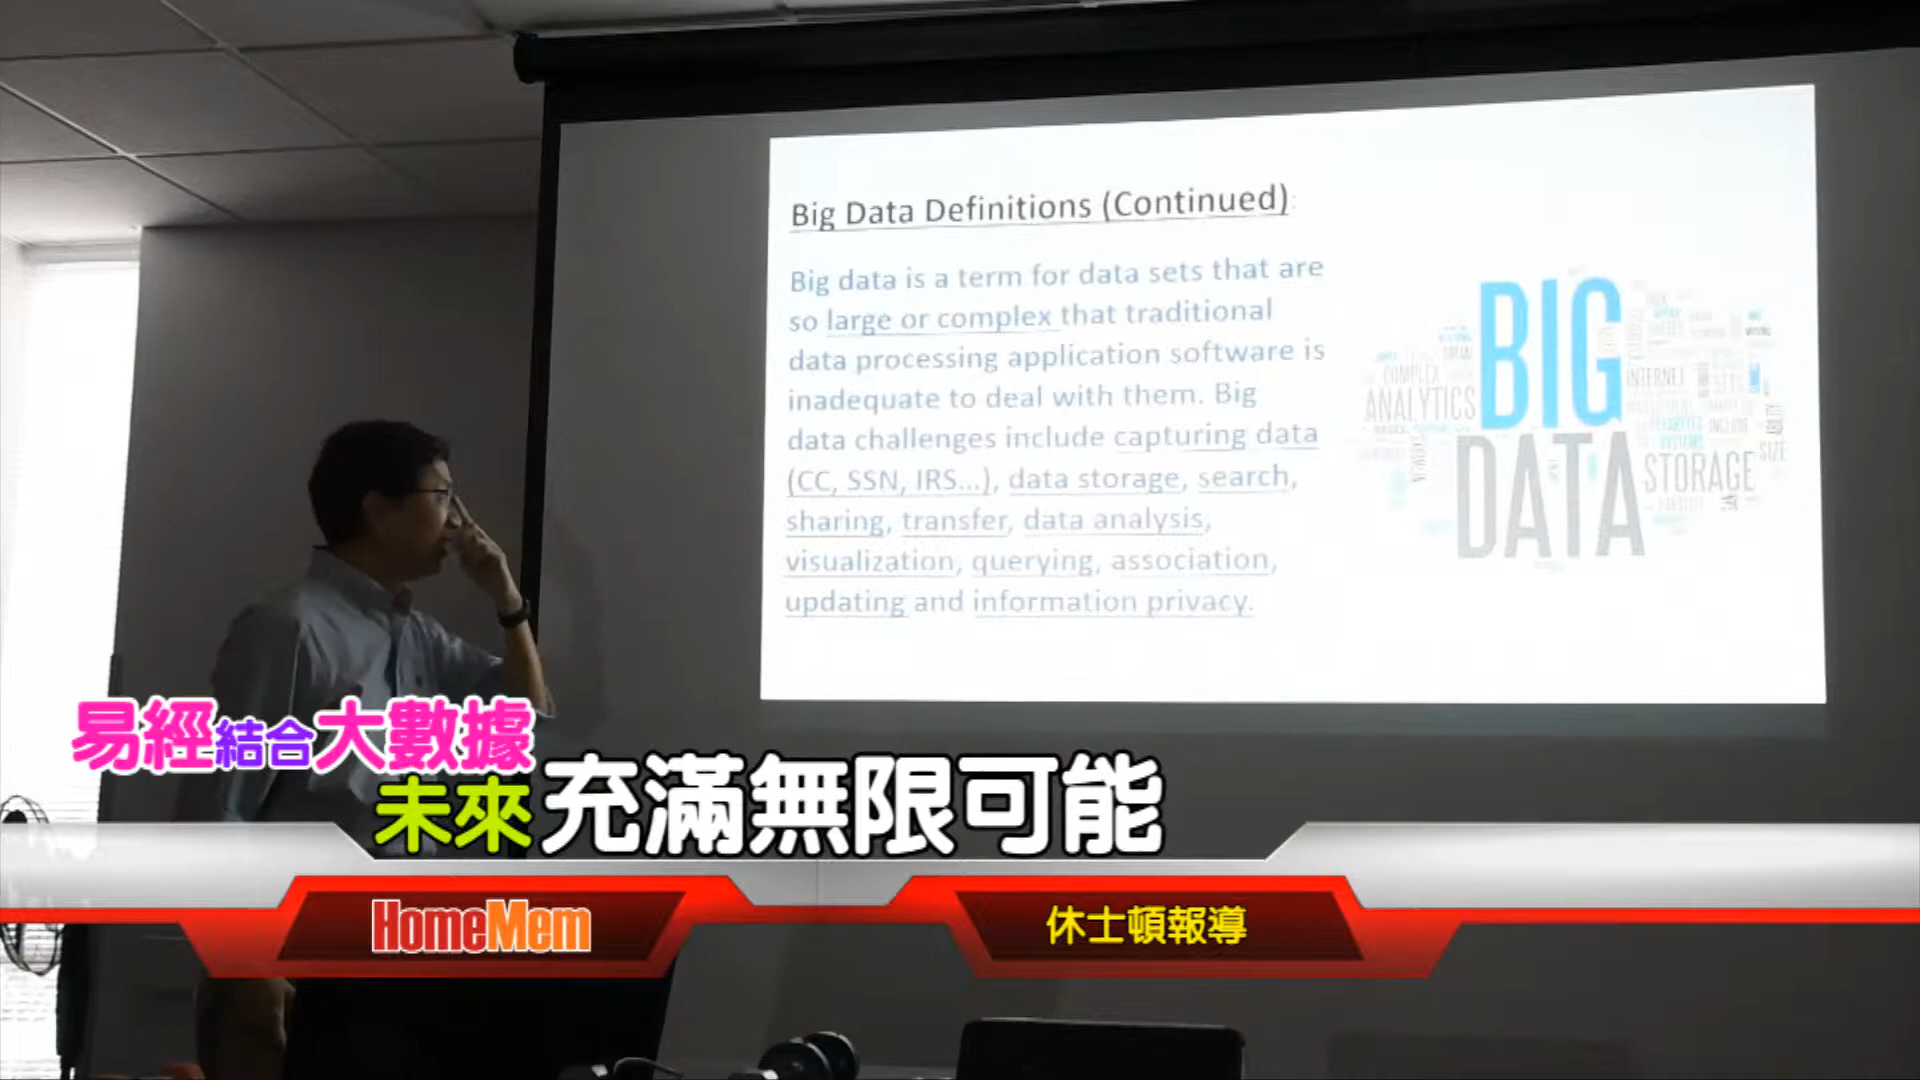 Big Data Definitions (Continued):
Big data is a term for data sets that are
so large or complex that traditional
data processing application software is
inadequate to deal with them. Big
data challenges include capturing data
(CC, SSN, IRS...), data storage, search,
sharing, transfer, data analysis,
visualization, querying, association,
updating and information privacy.
BIG
DATA
COMPLEX
ANALYTICS
INTERNET
STORAGE
SIZE
易經結合大數據
未來充滿無限可能
HomeMem
休士頓報導